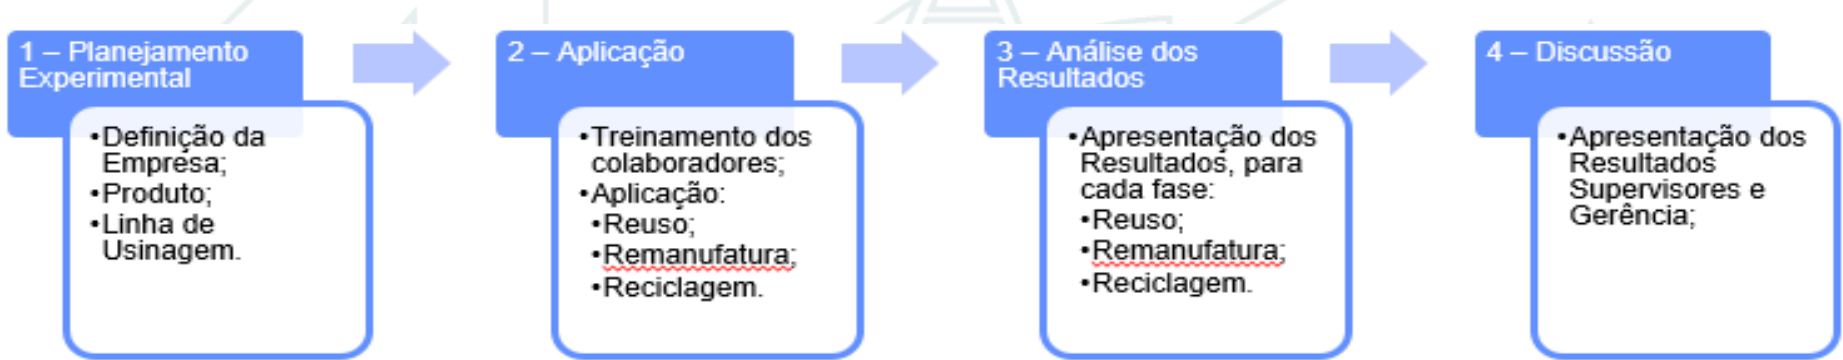 1 – Planejamento
Experimental
•Definição da
Empresa;
•Produto;
•Linha de
Usinagem.
2 – Aplicação
•Treinamento dos
colaboradores;
•Aplicação:
•Reuso;
•Remanufatura;
•Reciclagem.
3 – Análise dos
Resultados
•Apresentação dos
Resultados, para
cada fase:
•Reuso;
•Remanufatura;
•Reciclagem.
4 – Discussão
•Apresentação dos
Resultados
Supervisores e
Gerência;